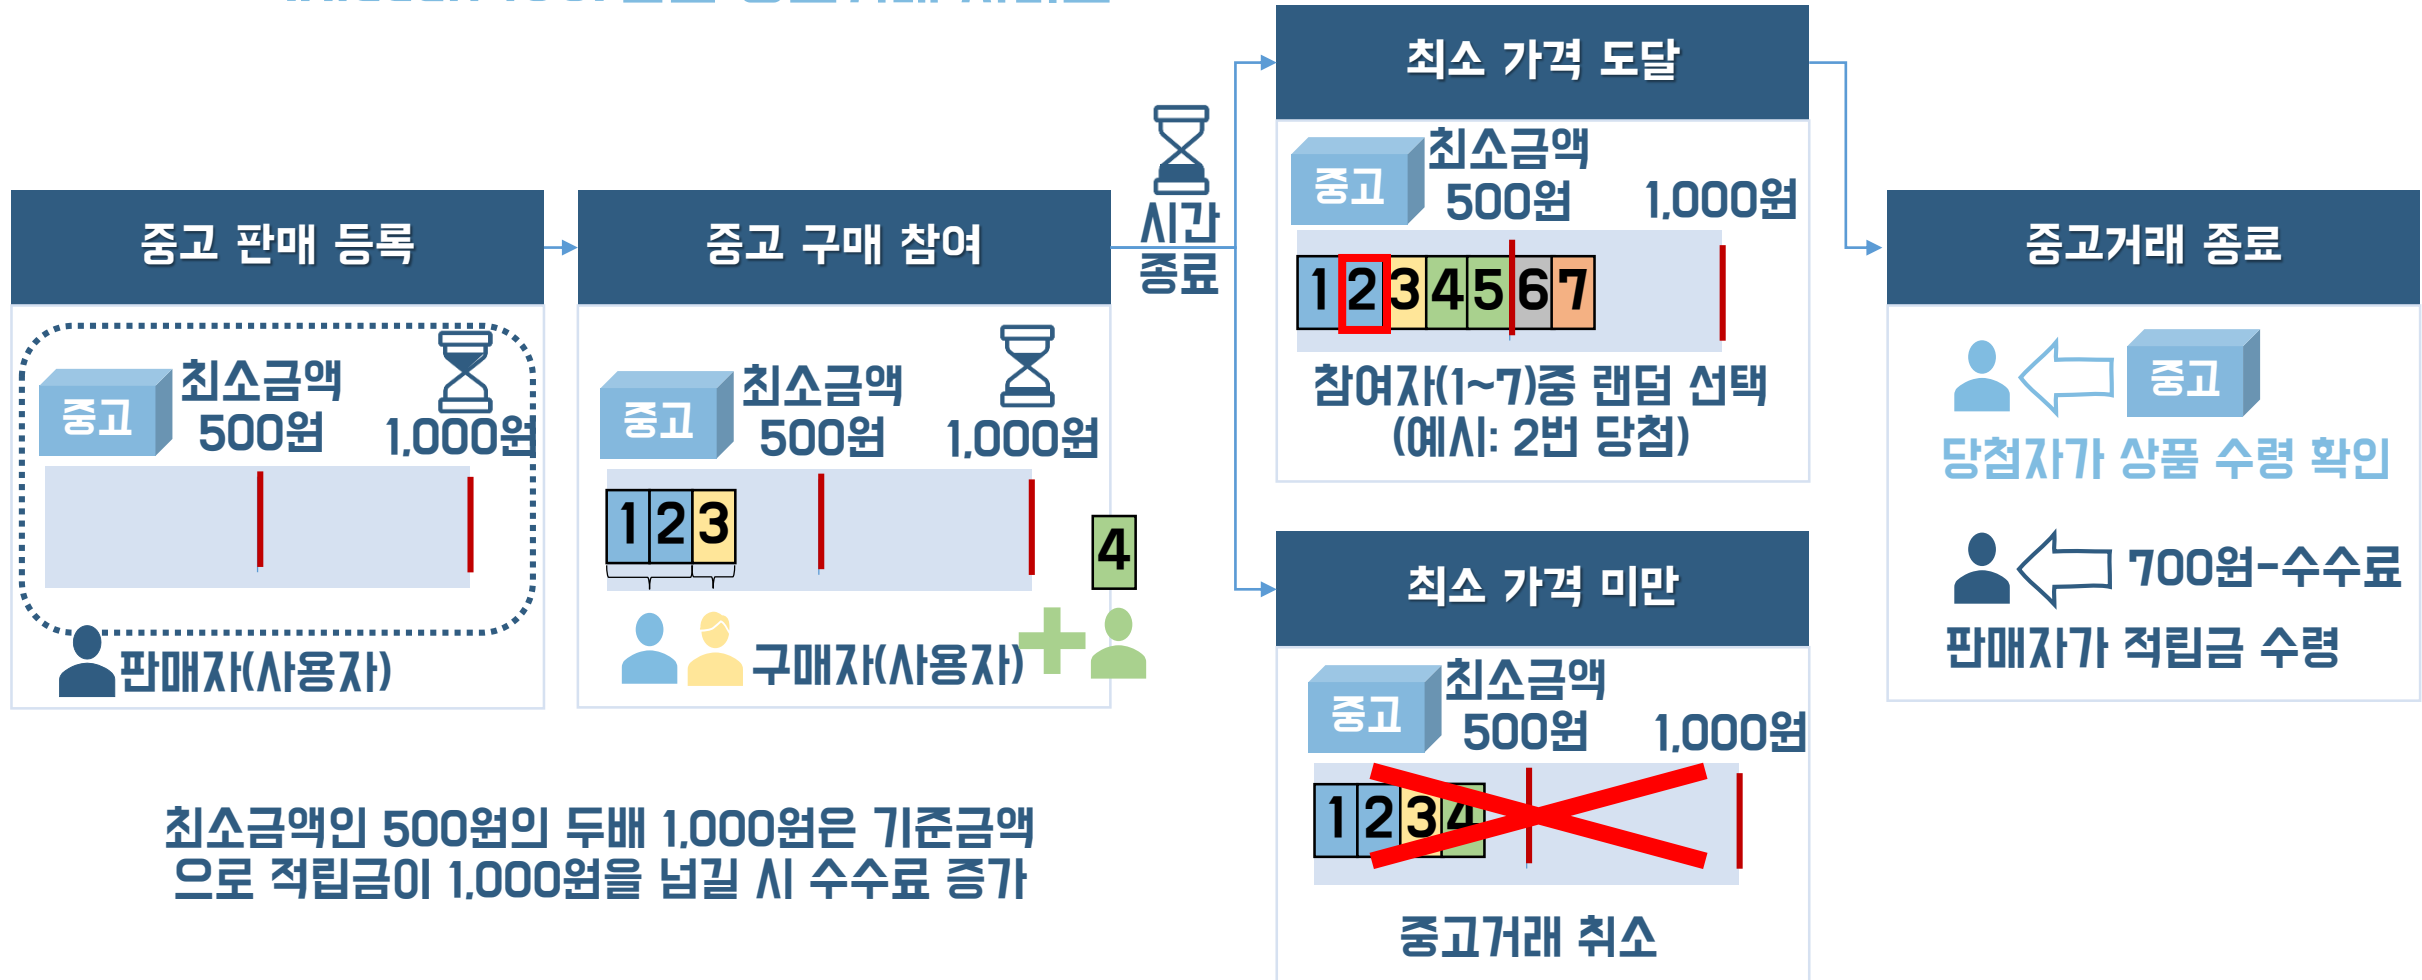 중고 판매 등록
중고
최소금액
500원
1,000원
판매자(사용자)
중고 구매 참여
중고
최소금액
500원
1,000원
1 2 3
4
구매자(사용자)
시간
종료
최소 가격 도달
중고
최소금액
500원
1,000원
1 2 3 4 5 6 7
참여자(1~7)중 랜덤 선택
(예시: 2번 당첨)
최소 가격 미만
중고
최소금액
500원
1,000원
1 2 3 4
중고거래 취소
중고거래 종료
중고
당첨자가 상품 수령 확인
700원-수수료
판매자가 적립금 수령
최소금액인 500원의 두배 1,000원은 기준금액
으로 적립금이 1,000원을 넘길 시 수수료 증가